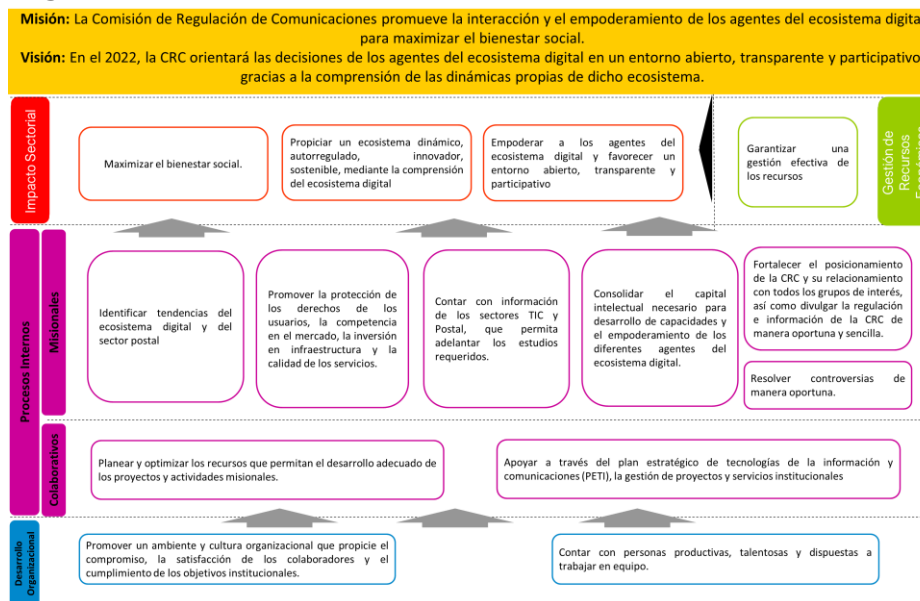 Misión: La Comisión de Regulación de Comunicaciones promueve la interacción y el empoderamiento de los agentes del ecosistema digita
para maximizar el bienestar social.
Visión: En el 2022, la CRC orientará las decisiones de los agentes del ecosistema digital en un entorno abierto, transparente y participativo
gracias a la comprensión de las dinámicas propias de dicho ecosistema.
Impacto Sectorial
Maximizar el bienestar social.
Propiciar un ecosistema dinámico,
autorregulado, innovador,
sostenible, mediante la comprensión
del ecosistema digital
Empoderar a los agentes del
ecosistema digital y favorecer un
entorno abierto, transparente y
participativo
Garantizar una
gestión efectiva de
los recursos
Gestión de
Recursos
Procesos Internos
Misionales
Identificar tendencias del
ecosistema digital y del
sector postal
Promover la protección de
los derechos de los
usuarios, la competencia
en el mercado, la inversión
en infraestructura y la
calidad de los servicios.
Contar con información
de los sectores TIC y
Postal, que permita
adelantar los estudios
requeridos.
Consolidar el capital
intelectual necesario para
desarrollo de capacidades y
el empoderamiento de los
diferentes agentes del
ecosistema digital.
Fortalecer el posicionamiento
de la CRC y su relacionamiento
con todos los grupos de interés,
así como divulgar la regulación
e información de la CRC de
manera oportuna y sencilla.
Resolver controversias de
manera oportuna.
Colaborativos
Planear y optimizar los recursos que permitan el desarrollo adecuado de
los proyectos y actividades misionales.
Apoyar a través del plan estratégico de tecnologías de la información y
comunicaciones (PETI), la gestión de proyectos y servicios institucionales
Desarrollo
Organizacional
Promover un ambiente y cultura organizacional que propicie el
compromiso, la satisfacción de los colaboradores y el
cumplimiento de los objetivos institucionales.
Contar con personas productivas, talentosas y dispuestas a
trabajar en equipo.